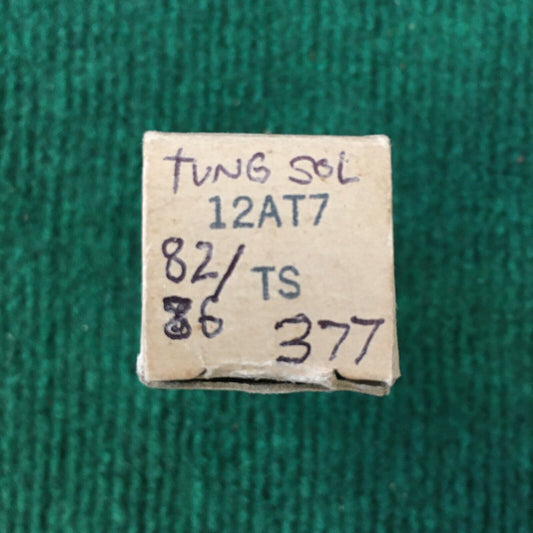 TUNG SOL
12AT7
82/
86 TS
377